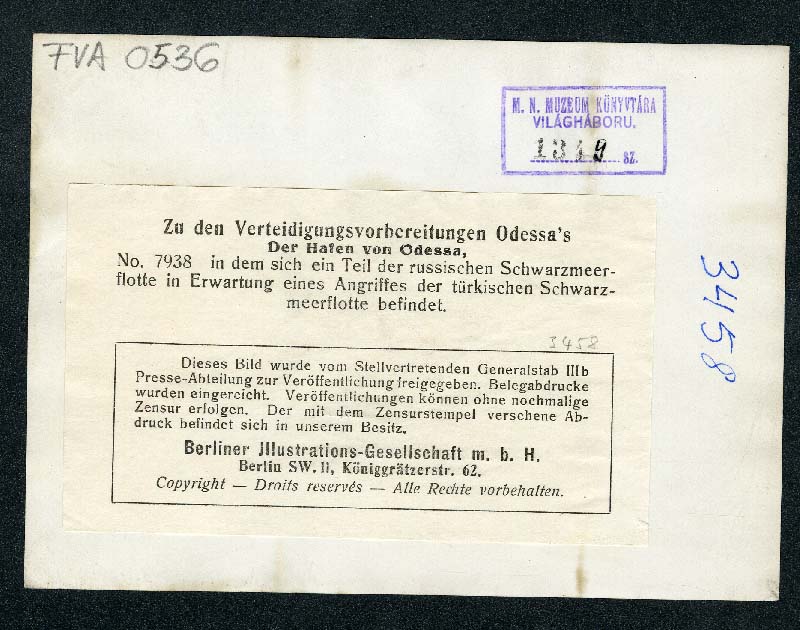 FVA 0536
M. N. MUZEUM KÖNYVTÁRA
VILÁGHÁBORU.
1349 SZ.
Zu den Verteidigungsvorbereitungen Odessa's
Der Hafen von Odessa,
No. 7938 in dem sich ein Teil der russischen Schwarzmeer-
flotte in Erwartung eines Angriffes der türkischen Schwarz-
meerflotte befindet.
3458
Dieses Bild wurde vom Stellvertretenden Generalstab IIIb
Presse-Abteilung zur Veröffentlichung freigegeben. Belegabdrucke
wurden eingereicht. Veröffentlichungen können ohne nochmalige
Zensur erfolgen. Der mit dem Zensurstempel versehene Ab-
druck befindet sich in unserem Besitz.
Berliner Jllustrations-Gesellschaft m. b. H.
Berlin SW. 11, Königgrätzerstr. 62.
Copyright — Droits reservés — Alle Rechte vorbehalten.
3458